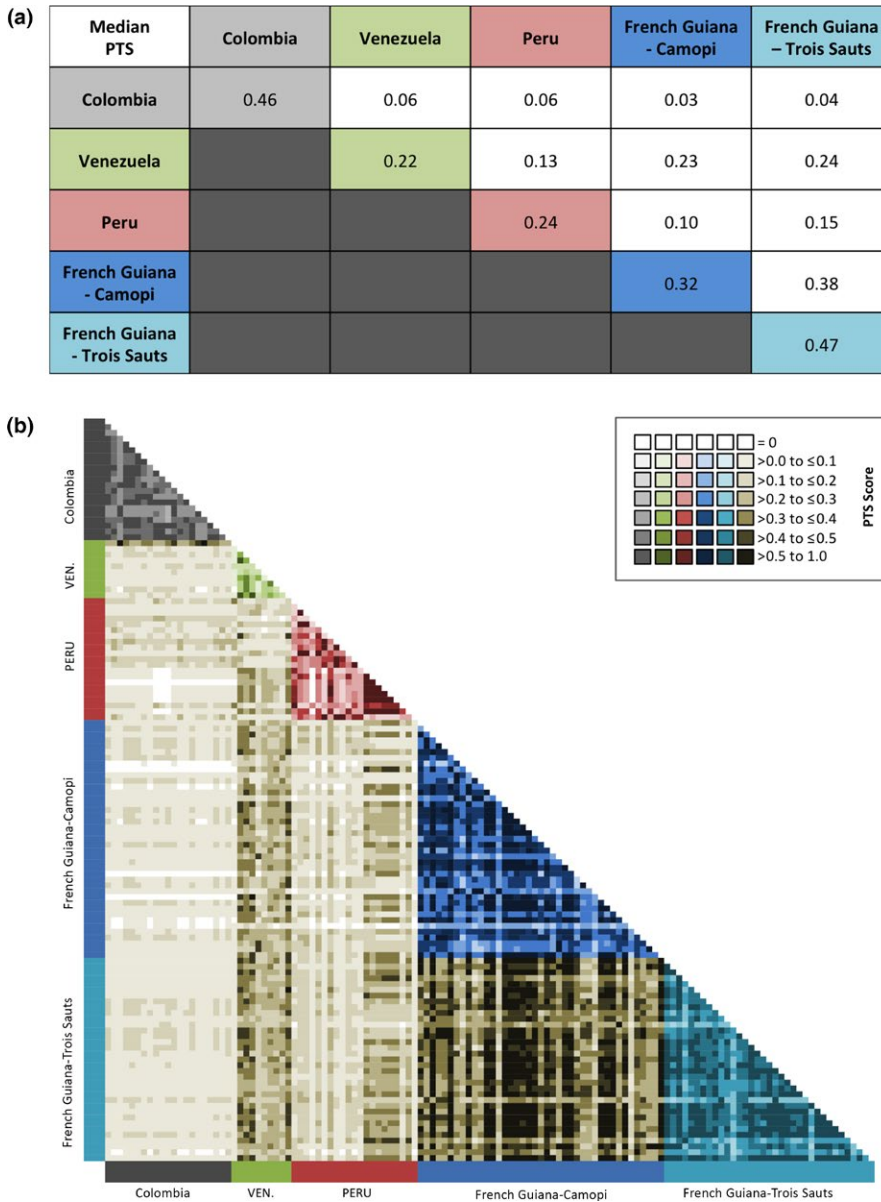 (a)
Median PTS Colombia Venezuela Peru French Guiana - Camopi French Guiana – Trois Sauts
Colombia 0.46 0.06 0.06 0.03 0.04
Venezuela 0.22 0.13 0.23 0.24
Peru 0.24 0.10 0.15
French Guiana - Camopi 0.32 0.38
French Guiana - Trois Sauts 0.47
(b)
= 0
>0.0 to ≤0.1
>0.1 to ≤0.2
>0.2 to ≤0.3
>0.3 to ≤0.4
>0.4 to ≤0.5
>0.5 to 1.0
PTS Score
Colombia
VEN.
PERU
French Guiana-Camopi
French Guiana-Trois Sauts
Colombia VEN. PERU French Guiana-Camopi French Guiana-Trois Sauts